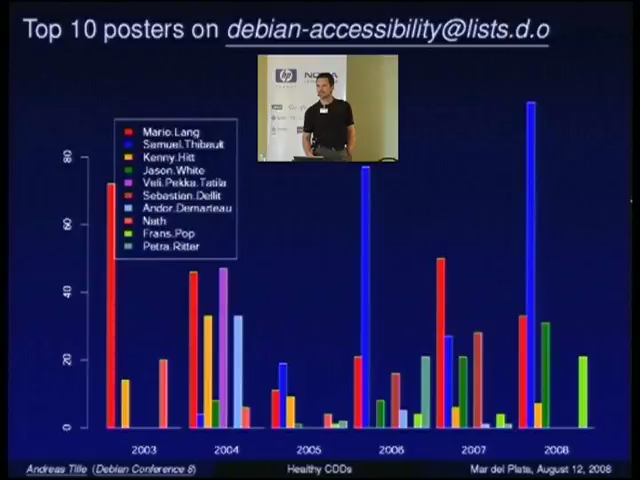 Top 10 posters on debian-accessibility@lists.d.o
hp
Mario.Lang
Samuel.Thibault
Kenny.Hitt
Jason.White
Veli.Pekka.Tatila
Sebastian.Dellit
Andor.Demarteau
Nath
Frans.Pop
Petra.Ritter
80
60
40
20
0
2003 2004 2005 2006 2007 2008
Andreas Tille (Debian Conference 8) Healthy CDDs Mar del Plata, August 12, 2008